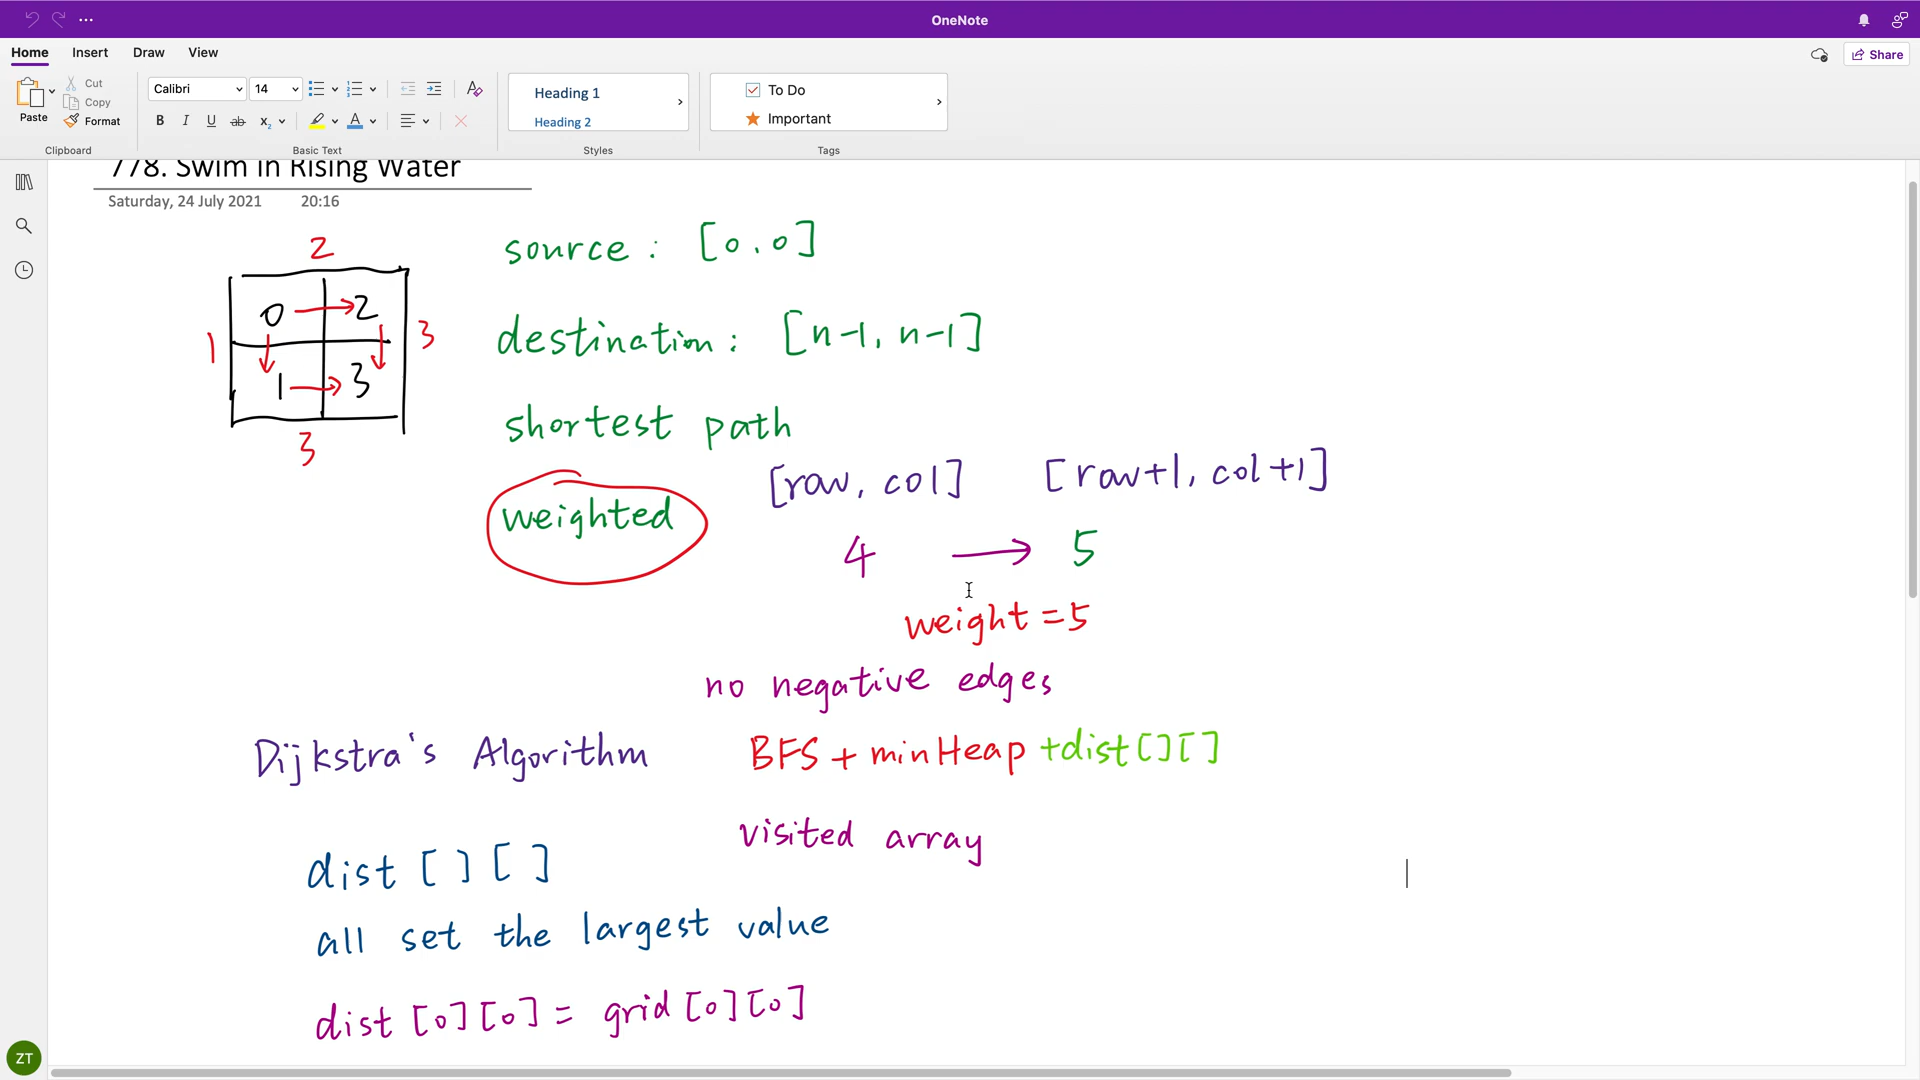 OneNote
Home Insert Draw View
Share
Paste
Cut
Copy
Format
Clipboard
Calibri 14
B I U ab x₂ A
Basic Text
Heading 1
Heading 2
Styles
To Do
Important
Tags
778. Swim in Rising Water
Saturday, 24 July 2021 20:16
2
0 2
1 3
1 3
3
source : [0,0]
destination : [n-1, n-1]
shortest path
weighted
[row, col] [row+1, col+1]
4 → 5
weight = 5
no negative edges
Dijkstra's Algorithm BFS + minHeap + dist[][]
visited array
dist [ ] [ ]
all set the largest value
dist [0][0] = grid [0][0]
ZT